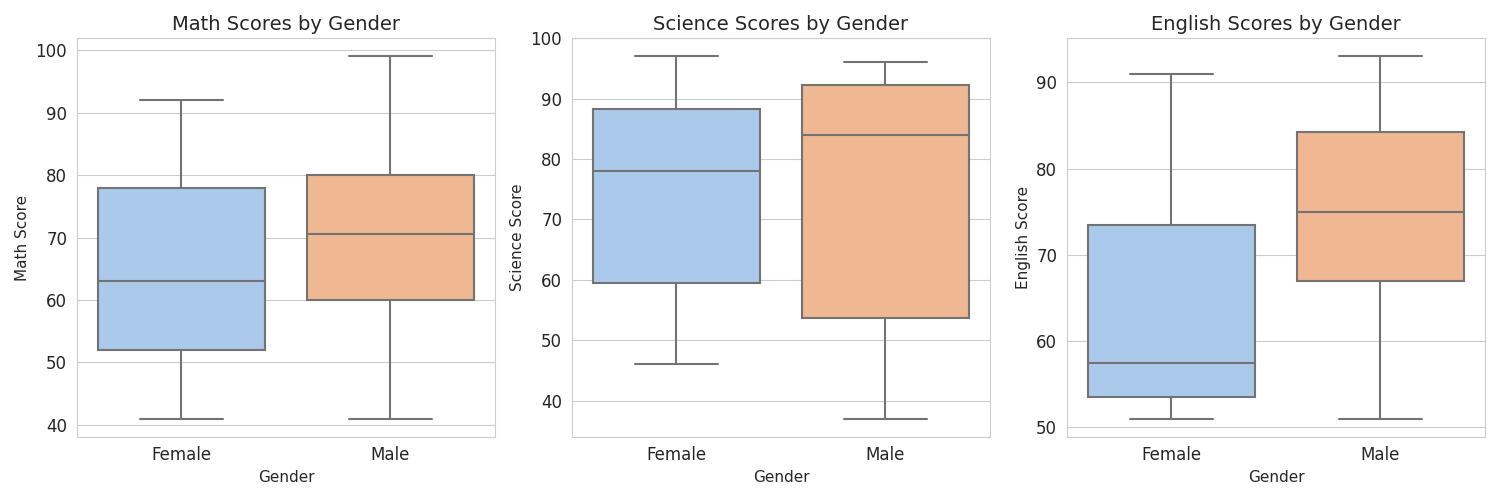 Math Scores by Gender
100
90
80
70
60
50
40
Math Score
Female
Male
Gender
Science Scores by Gender
100
90
80
70
60
50
40
Science Score
Female
Male
Gender
English Scores by Gender
90
80
70
60
50
English Score
Female
Male
Gender